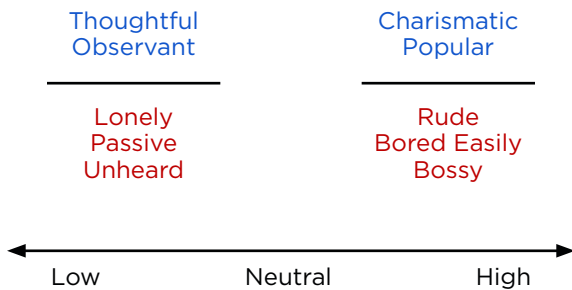 Thoughtful
Observant
Lonely
Passive
Unheard
Charismatic
Popular
Rude
Bored Easily
Bossy
Low
Neutral
High